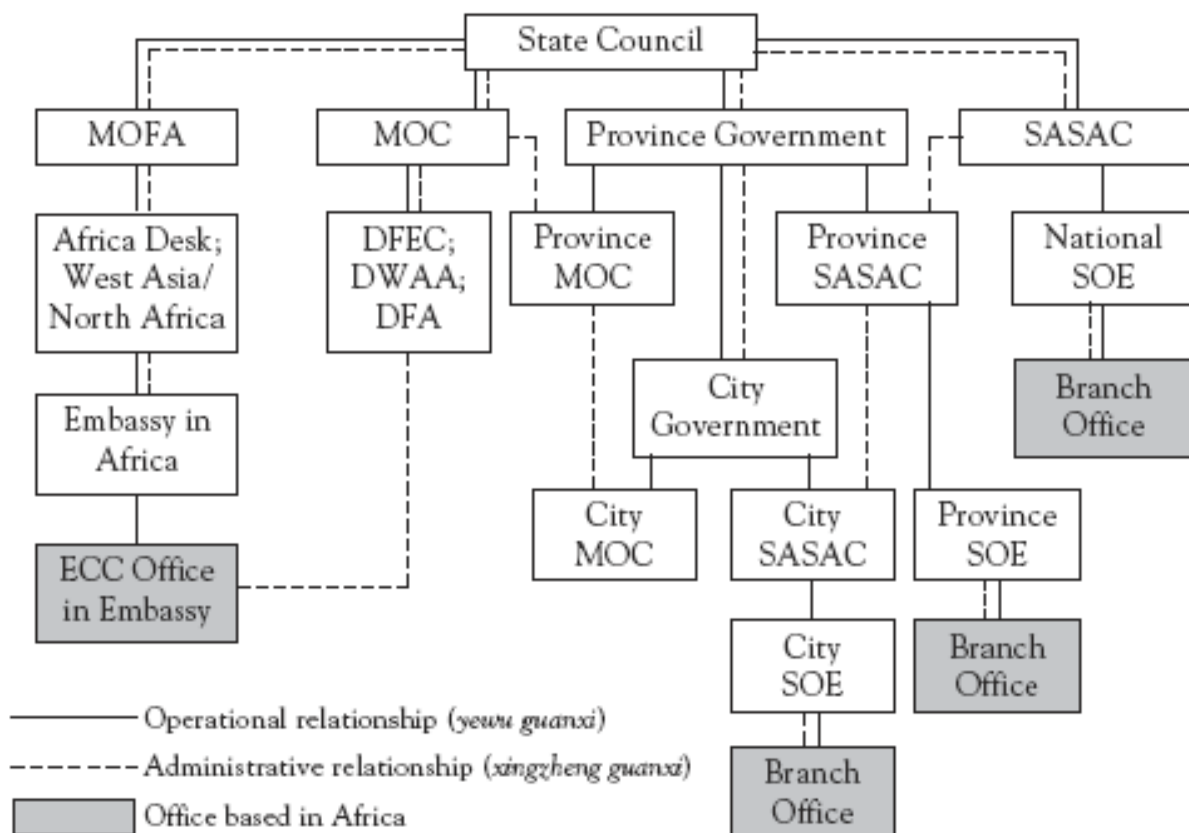 State Council
MOFA
MOC
Province Government
SASAC
Africa Desk;
West Asia/
North Africa
DFEC;
DWAA;
DFA
Province
MOC
Province
SASAC
National
SOE
City
Government
Branch
Office
Embassy in
Africa
City
MOC
City
SASAC
Province
SOE
ECC Office
in Embassy
City
SOE
Branch
Office
Branch
Office
Operational relationship (yewu guanxi)
Administrative relationship (xingzheng guanxi)
Office based in Africa